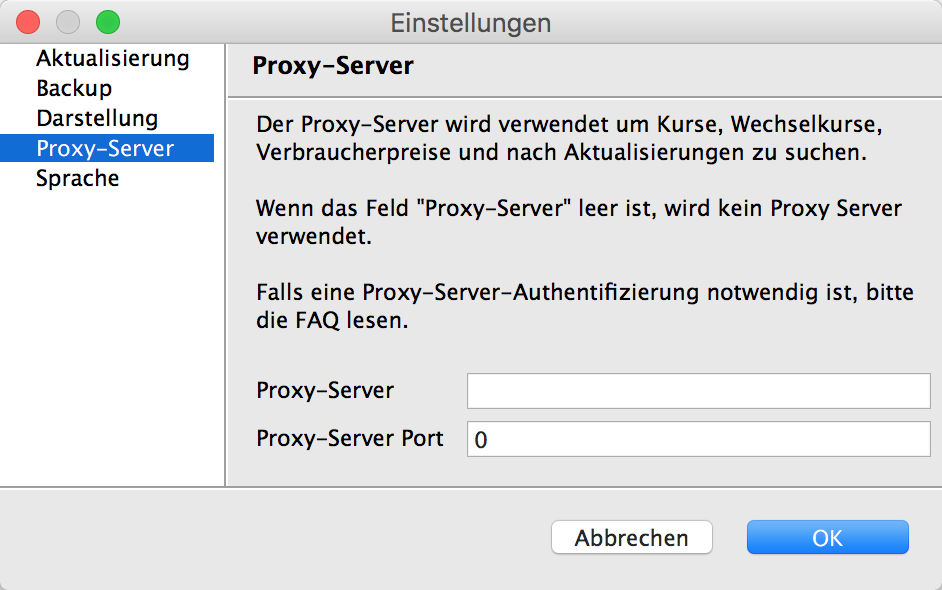 Einstellungen
Aktualisierung
Backup
Darstellung
Proxy-Server
Sprache
Proxy-Server
Der Proxy-Server wird verwendet um Kurse, Wechselkurse,
Verbraucherpreise und nach Aktualisierungen zu suchen.
Wenn das Feld "Proxy-Server" leer ist, wird kein Proxy Server
verwendet.
Falls eine Proxy-Server-Authentifizierung notwendig ist, bitte
die FAQ lesen.
Proxy-Server
Proxy-Server Port 0
Abbrechen OK